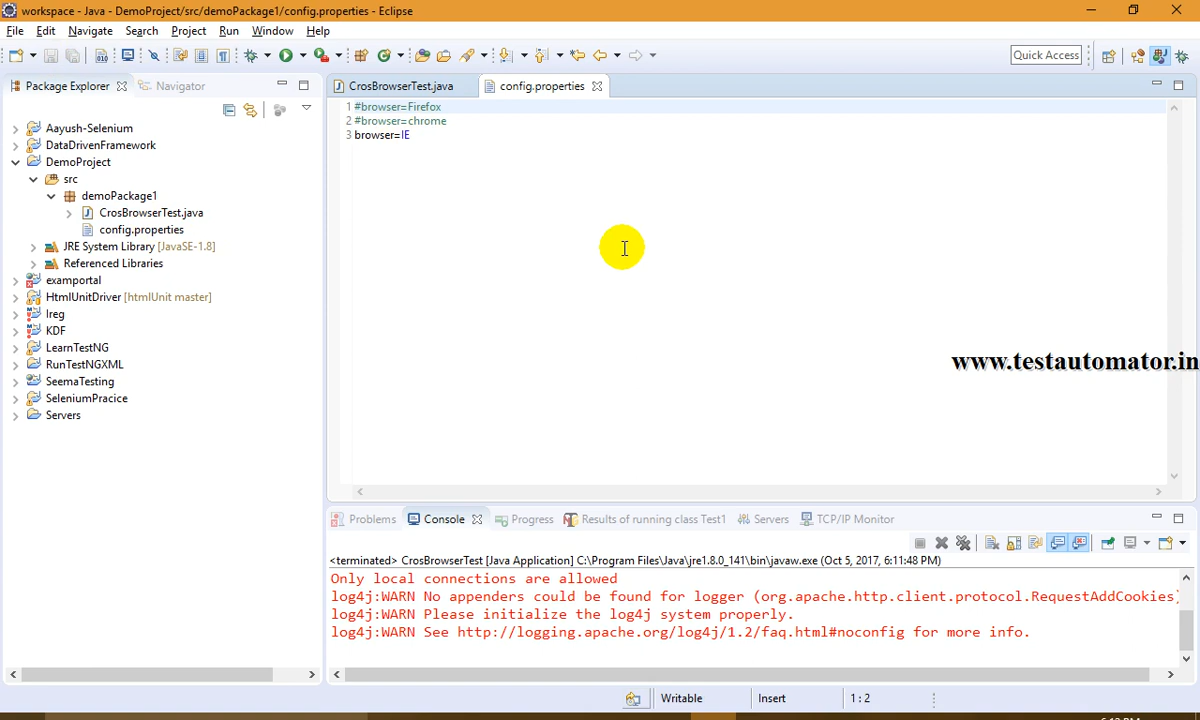 workspace - Java - DemoProject/src/demoPackage1/config.properties - Eclipse
File Edit Navigate Search Project Run Window Help
Quick Access
Package Explorer Navigator
CrosBrowserTest.java config.properties
Aayush-Selenium
DataDrivenFramework
DemoProject
src
demoPackage1
CrosBrowserTest.java
config.properties
JRE System Library [JavaSE-1.8]
Referenced Libraries
examportal
HtmlUnitDriver [htmlUnit master]
Ireg
KDF
LearnTestNG
RunTestNGXML
SeemaTesting
SeleniumPracice
Servers
1 #browser=Firefox
2 #browser=chrome
3 browser=IE
www.testautomator.in
Problems Console Progress Results of running class Test1 Servers TCP/IP Monitor
<terminated> CrosBrowserTest [Java Application] C:\Program Files\Java\jre1.8.0_141\bin\javaw.exe (Oct 5, 2017, 6:11:48 PM)
Only local connections are allowed
log4j:WARN No appenders could be found for logger (org.apache.http.client.protocol.RequestAddCookies)
log4j:WARN Please initialize the log4j system properly.
log4j:WARN See http://logging.apache.org/log4j/1.2/faq.html#noconfig for more info.
Writable Insert 1 : 2